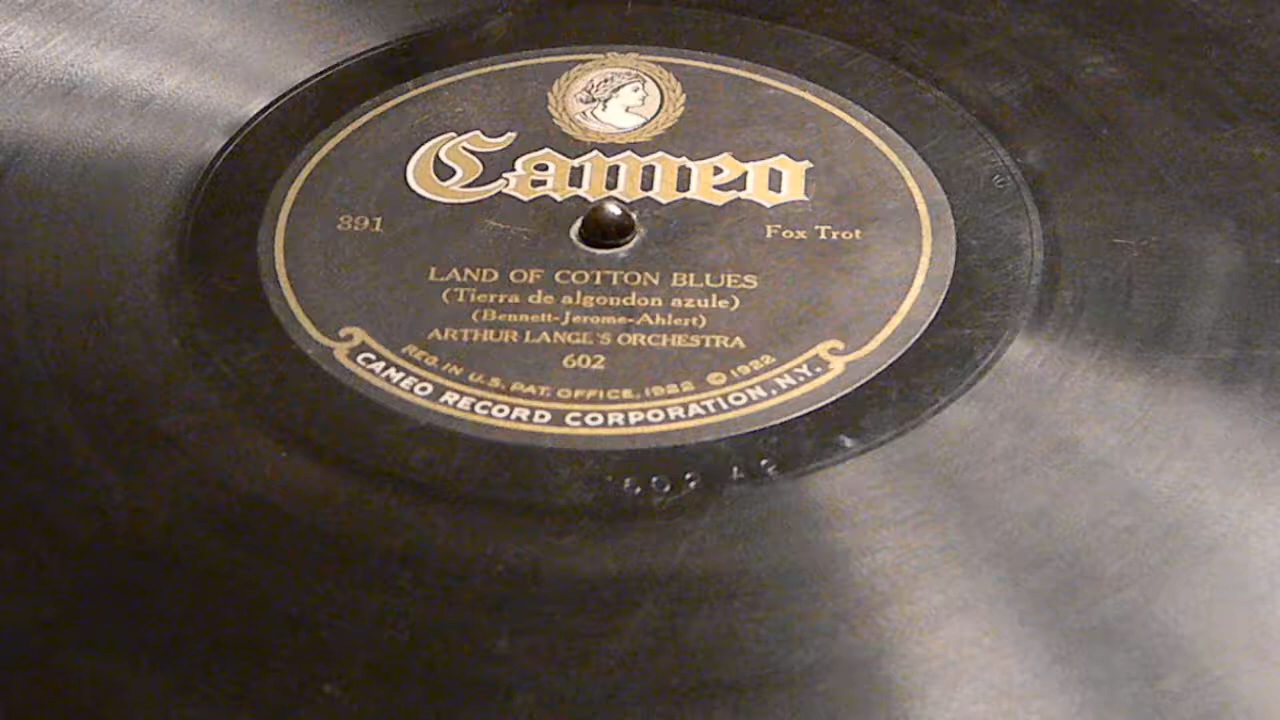 Cameo
391
Fox Trot
LAND OF COTTON BLUES
(Tierra de algondon azule)
(Bennett-Jerome-Ahlert)
ARTHUR LANGE'S ORCHESTRA
602
REG. IN U.S. PAT. OFFICE, 1922 © 1922
CAMEO RECORD CORPORATION, N.Y.